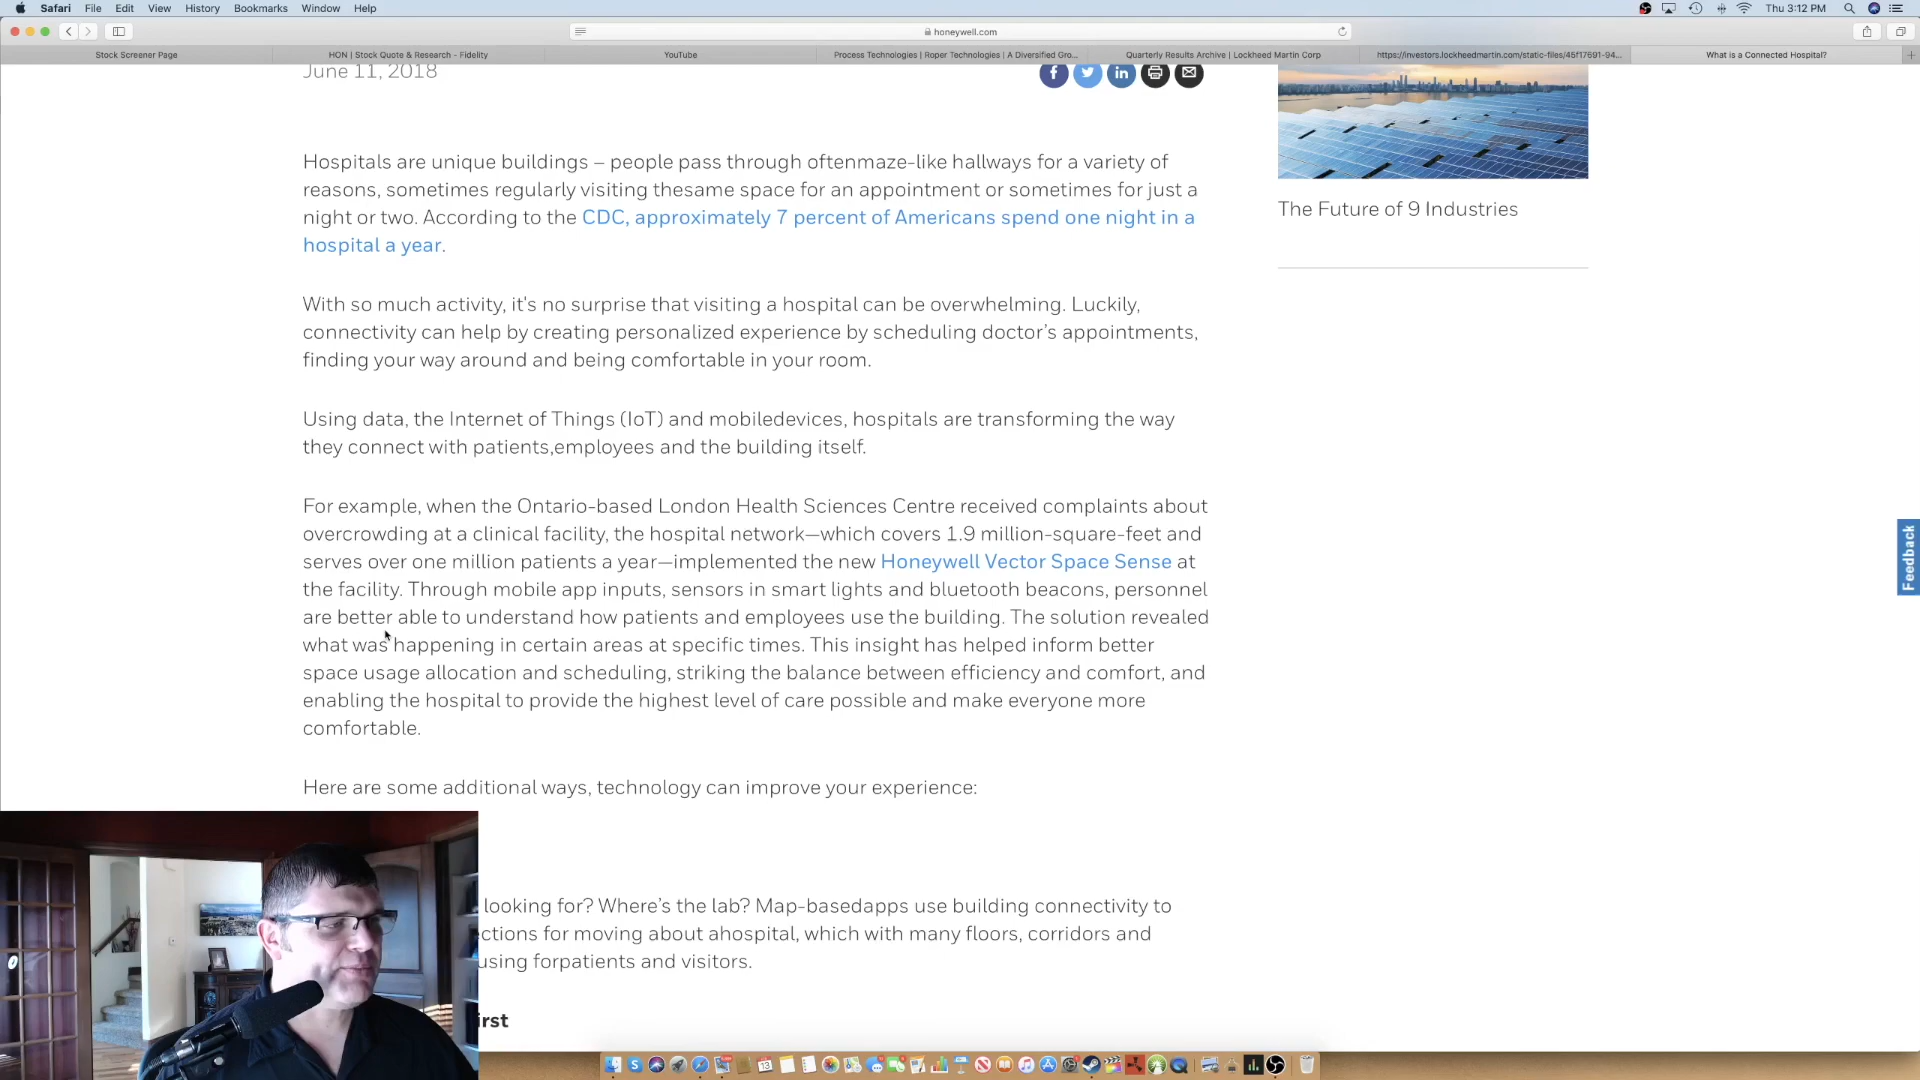 Safari File Edit View History Bookmarks Window Help Thu 3:12 PM
honeywell.com
Stock Screener Page HON | Stock Quote & Research - Fidelity YouTube Process Technologies | Roper Technologies | A Diversified Gro... Quarterly Results Archive | Lockheed Martin Corp https://investors.lockheedmartin.com/static-files/45f17691-94... What is a Connected Hospital?
June 11, 2018
Hospitals are unique buildings – people pass through oftenmaze-like hallways for a variety of
reasons, sometimes regularly visiting thesame space for an appointment or sometimes for just a
night or two. According to the CDC, approximately 7 percent of Americans spend one night in a
hospital a year.
With so much activity, it's no surprise that visiting a hospital can be overwhelming. Luckily,
connectivity can help by creating personalized experience by scheduling doctor's appointments,
finding your way around and being comfortable in your room.
Using data, the Internet of Things (IoT) and mobiledevices, hospitals are transforming the way
they connect with patients,employees and the building itself.
For example, when the Ontario-based London Health Sciences Centre received complaints about
overcrowding at a clinical facility, the hospital network—which covers 1.9 million-square-feet and
serves over one million patients a year—implemented the new Honeywell Vector Space Sense at
the facility. Through mobile app inputs, sensors in smart lights and bluetooth beacons, personnel
are better able to understand how patients and employees use the building. The solution revealed
what was happening in certain areas at specific times. This insight has helped inform better
space usage allocation and scheduling, striking the balance between efficiency and comfort, and
enabling the hospital to provide the highest level of care possible and make everyone more
comfortable.
Here are some additional ways, technology can improve your experience:
looking for? Where's the lab? Map-basedapps use building connectivity to
ections for moving about ahospital, which with many floors, corridors and
using forpatients and visitors.
irst
The Future of 9 Industries
Feedback